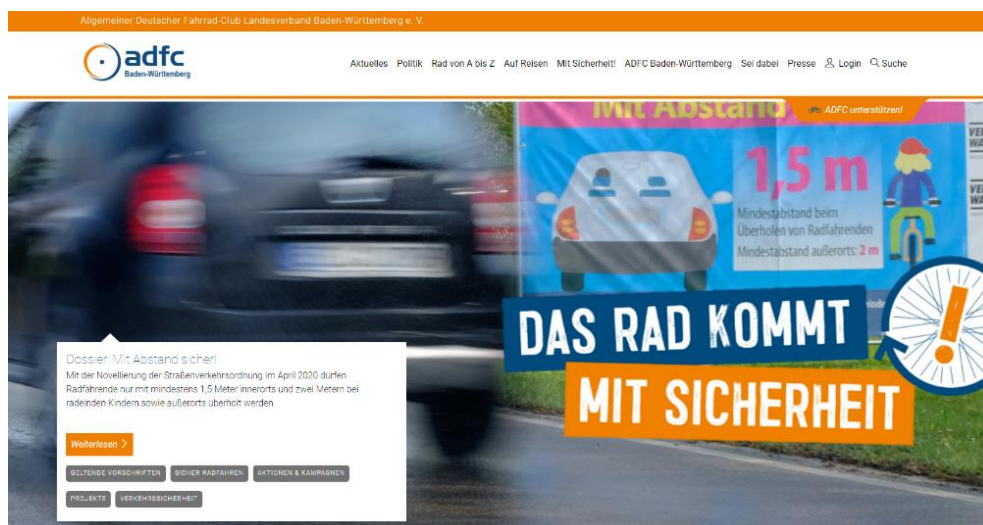 Allgemeiner Deutscher Fahrrad-Club Landesverband Baden-Württemberg e. V.
adfc
Baden-Württemberg
Aktuelles Politik Rad von A bis Z Auf Reisen Mit Sicherheit! ADFC Baden-Württemberg Sei dabei Presse Login Suche
ADFC unterstützen!
Mit Abstand
1,5 m
Mindestabstand beim
Überholen von Radfahrenden
Mindestabstand außerorts: 2 m
DAS RAD KOMMT
MIT SICHERHEIT
Dossier: Mit Abstand sicher!
Mit der Novellierung der Straßenverkehrsordnung im April 2020 dürfen
Radfahrende nur mit mindestens 1,5 Meter innerorts und zwei Metern bei
radelnden Kindern sowie außerorts überholt werden.
Weiterlesen
GELTENDE VORSCHRIFTEN SICHER RADFAHREN AKTIONEN & KAMPAGNEN
PROJEKTE VERKEHRSSICHERHEIT